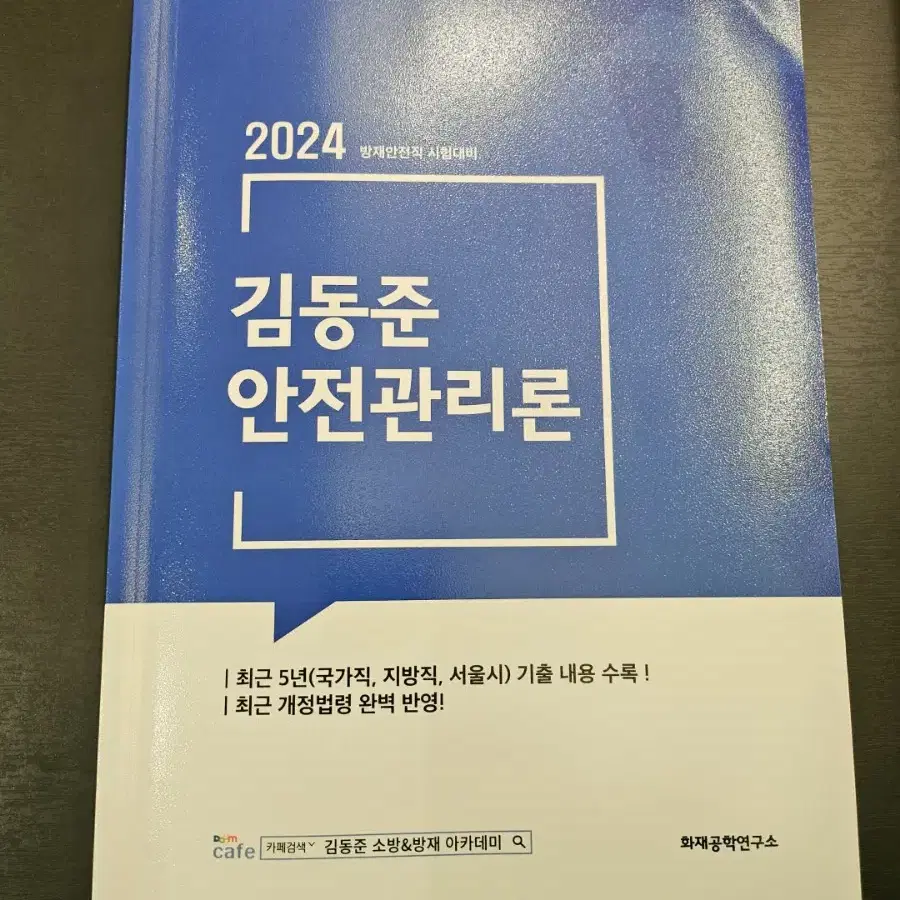 2024 방재안전직 시험대비
김동준
안전관리론
| 최근 5년(국가직, 지방직, 서울시) 기출 내용 수록 !
| 최근 개정법령 완벽 반영!
Daum
cafe 카페검색 김동준 소방&방재 아카데미
화재공학연구소